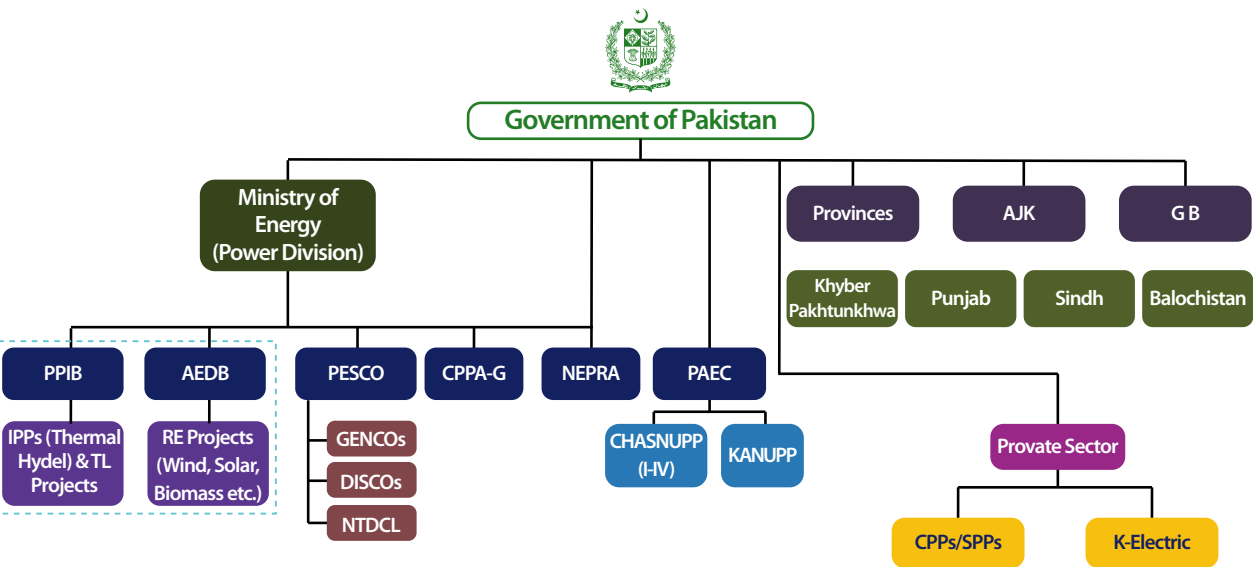 Government of Pakistan
Ministry of
Energy
(Power Division)
Provinces
AJK
G B
Khyber
Pakhtunkhwa
Punjab
Sindh
Balochistan
PPIB
AEDB
PESCO
CPPA-G
NEPRA
PAEC
IPPs (Thermal
Hydel) & TL
Projects
RE Projects
(Wind, Solar,
Biomass etc.)
GENCOs
DISCOs
NTDCL
CHASNUPP
(I-IV)
KANUPP
Provate Sector
CPPs/SPPs
K-Electric